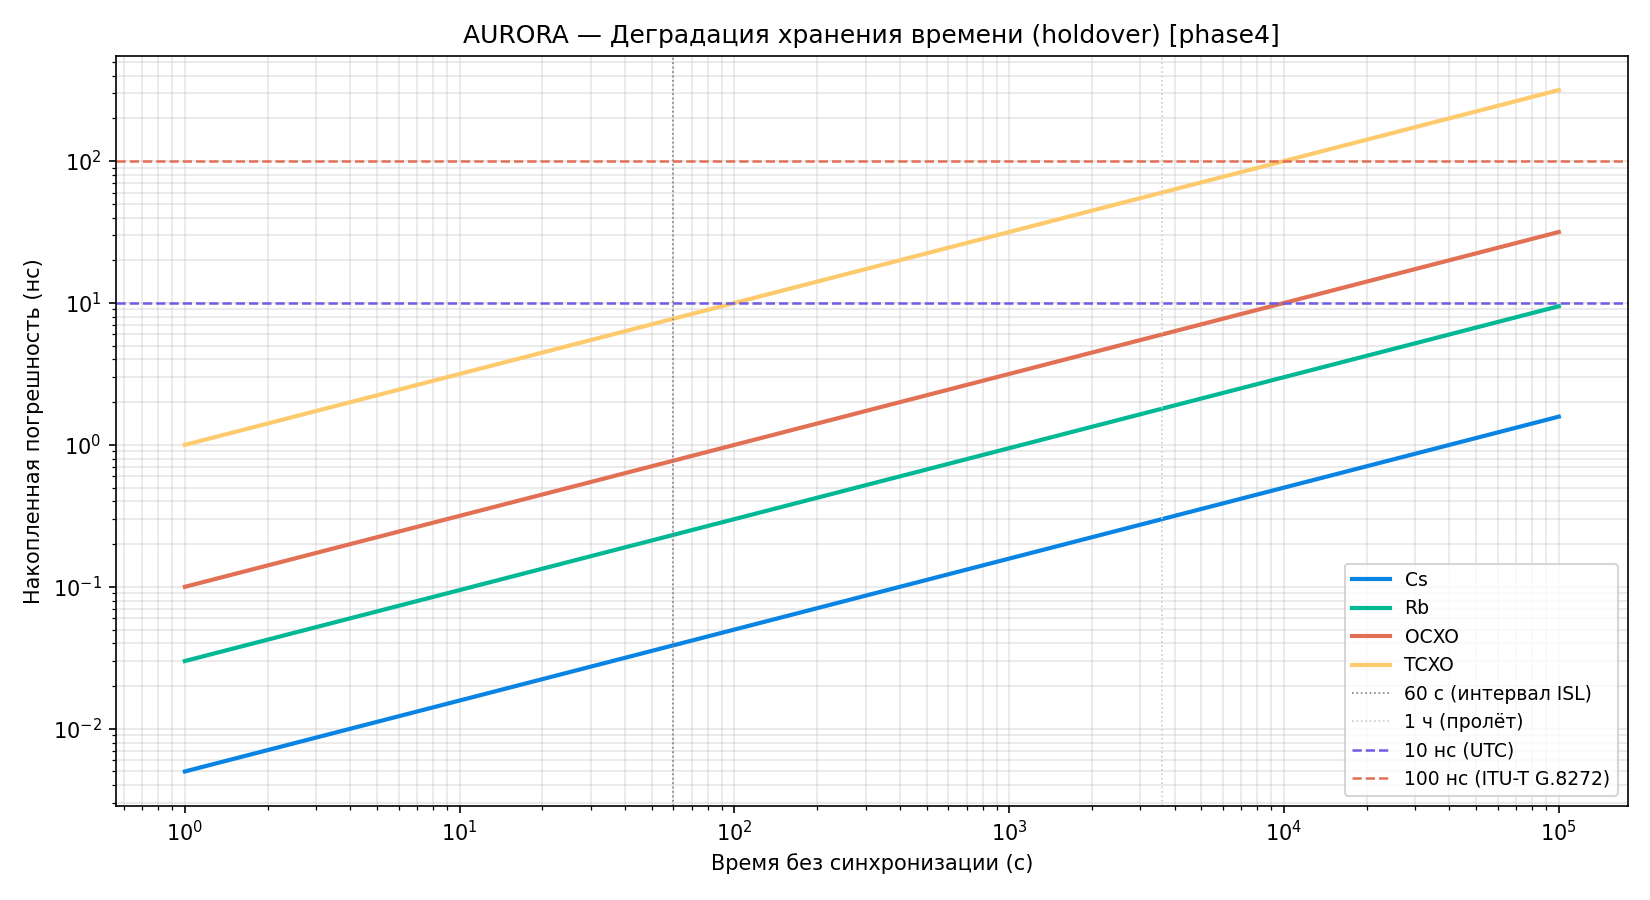 AURORA — Деградация хранения времени (holdover) [phase4]
Накопленная погрешность (нс)
10²
10¹
10⁰
10⁻¹
10⁻²
Cs
Rb
OCXO
TCXO
60 с (интервал ISL)
1 ч (пролёт)
10 нс (UTC)
100 нс (ITU-T G.8272)
10⁰ 10¹ 10² 10³ 10⁴ 10⁵
Время без синхронизации (с)